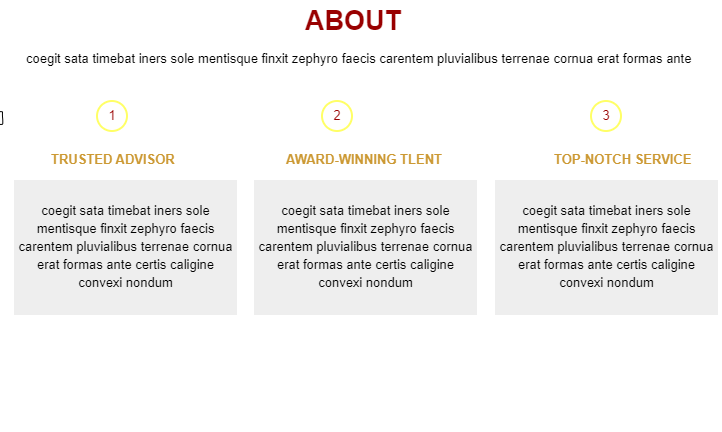 ABOUT
coegit sata timebat iners sole mentisque finxit zephyro faecis carentem pluvialibus terrenae cornua erat formas ante
1
2
3
TRUSTED ADVISOR
AWARD-WINNING TLENT
TOP-NOTCH SERVICE
coegit sata timebat iners sole
mentisque finxit zephyro faecis
carentem pluvialibus terrenae cornua
erat formas ante certis caligine
convexi nondum
coegit sata timebat iners sole
mentisque finxit zephyro faecis
carentem pluvialibus terrenae cornua
erat formas ante certis caligine
convexi nondum
coegit sata timebat iners sole
mentisque finxit zephyro faecis
carentem pluvialibus terrenae cornua
erat formas ante certis caligine
convexi nondum